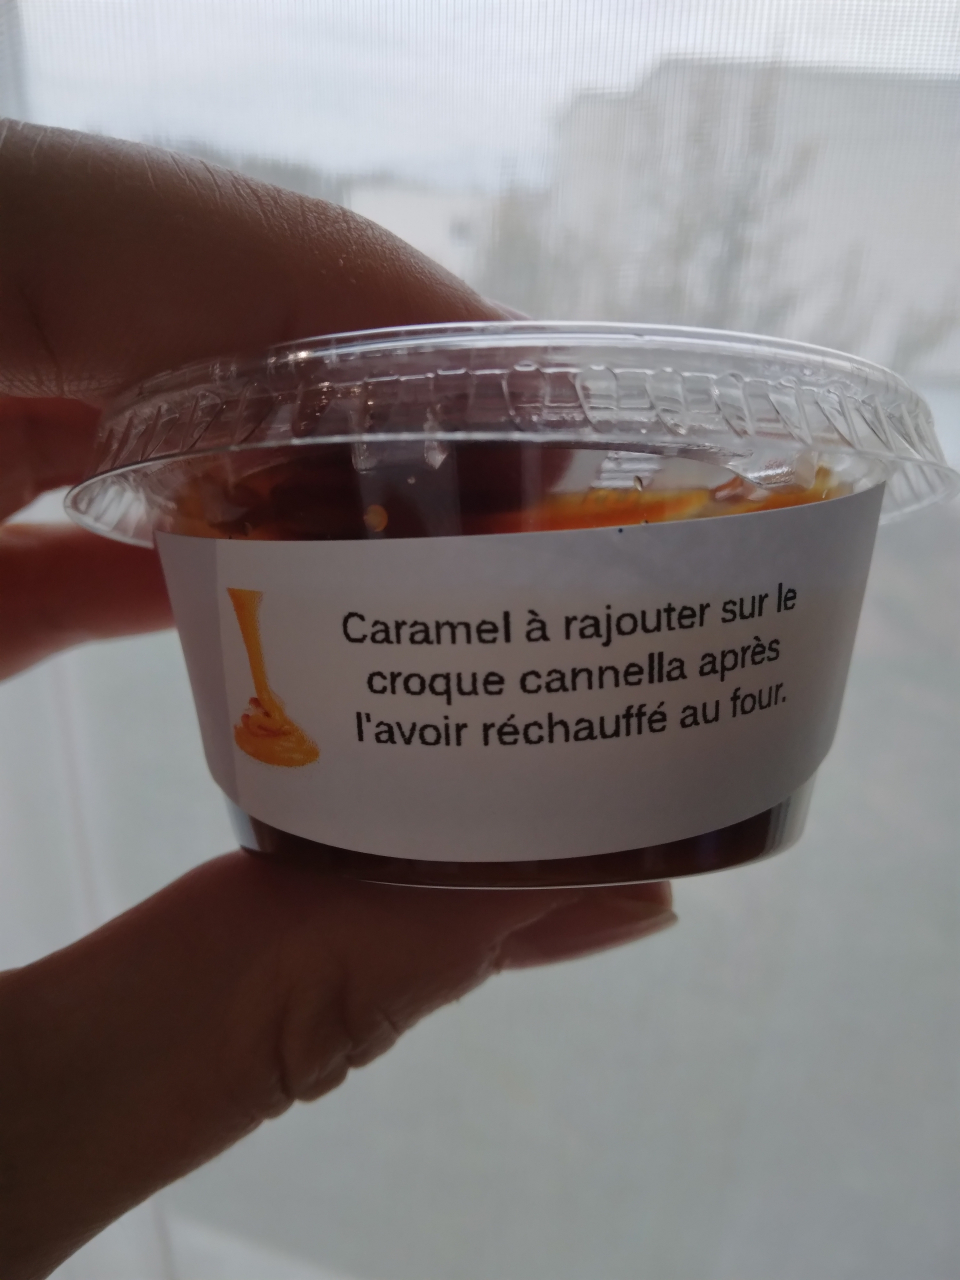 Caramel à rajouter sur le
croque cannella après
l'avoir réchauffé au four.